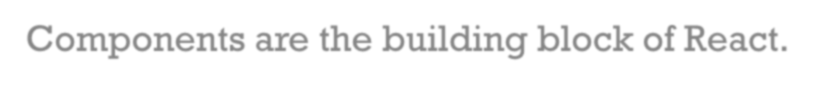 Components are the building block of React.